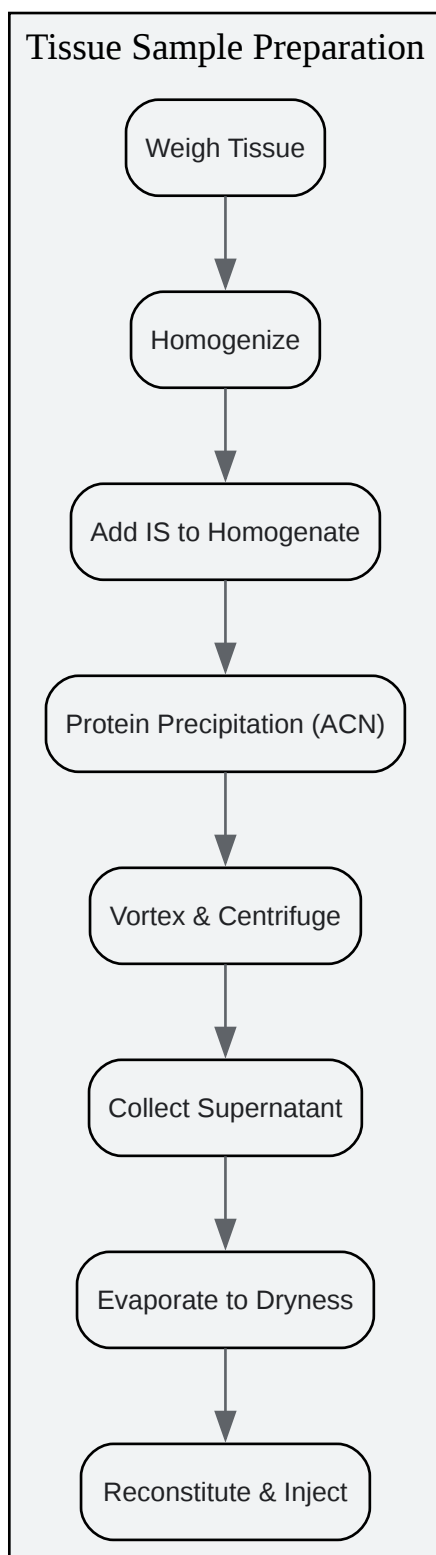 Tissue Sample Preparation
Weigh Tissue
Homogenize
Add IS to Homogenate
Protein Precipitation (ACN)
Vortex & Centrifuge
Collect Supernatant
Evaporate to Dryness
Reconstitute & Inject